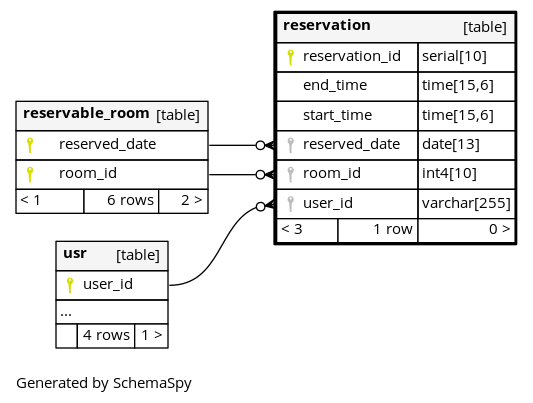 reservation [table]
reservation_id serial[10]
end_time time[15,6]
start_time time[15,6]
reserved_date date[13]
room_id int4[10]
user_id varchar[255]
< 3 1 row 0 >
reservable_room [table]
reserved_date
room_id
< 1 6 rows 2 >
usr [table]
user_id
...
4 rows 1 >
Generated by SchemaSpy